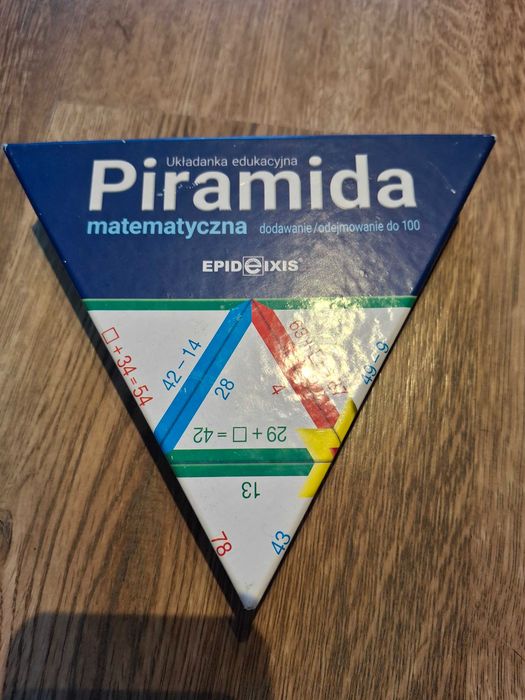 Układanka edukacyjna
Piramida
matematyczna dodawanie/odejmowanie do 100
EPIDEIXIS
□ + 34 = 54
42 – 14
28
4
49 – 9
29 + □ = 42
13
78
43